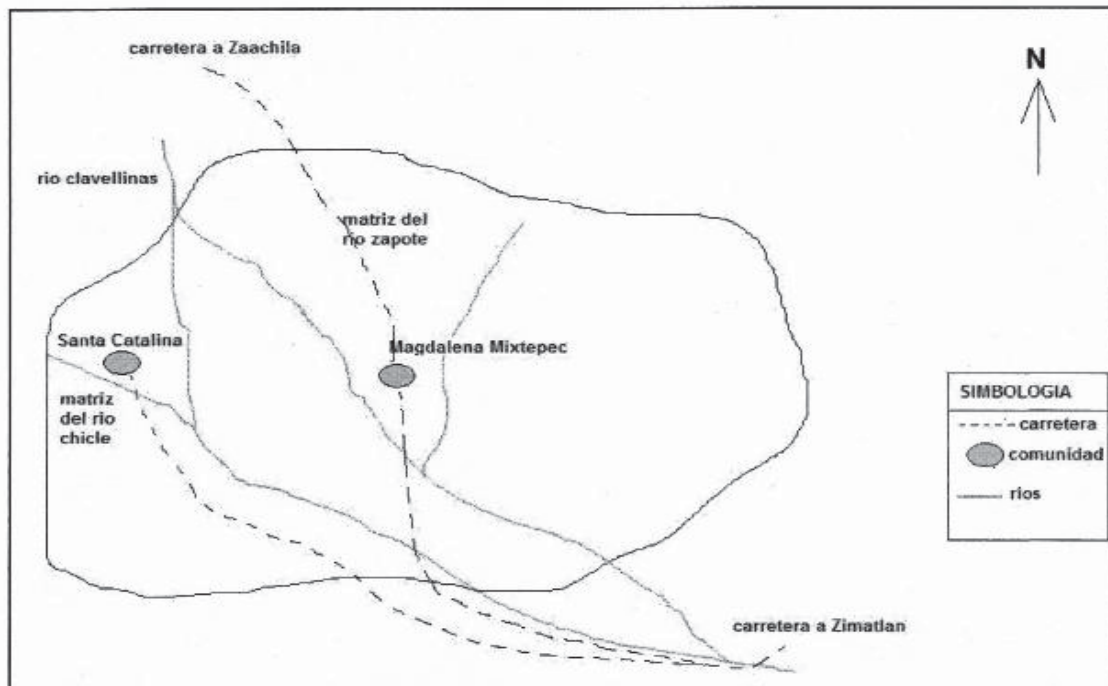 carretera a Zaachila
N
rio clavellinas
matriz del
rio zapote
Santa Catalina
Magdalena Mixtepec
matriz
del rio
chicle
SIMBOLOGIA
carretera
comunidad
rios
carretera a Zimatlan